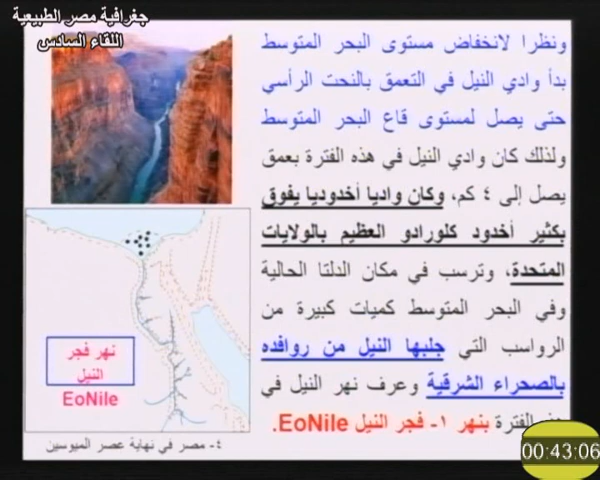 جغرافية مصر الطبيعية
اللقاء السادس
ونظرا لانخفاض مستوى البحر المتوسط
بدأ وادي النيل في التعمق بالنحت الرأسي
حتى يصل لمستوى قاع البحر المتوسط
ولذلك كان وادي النيل في هذه الفترة بعمق
يصل إلى ٤ كم، وكان واديا أخدوديا يفوق
بكثير أخدود كلورادو العظيم بالولايات
المتحدة، وترسب في مكان الدلتا الحالية
وفي البحر المتوسط كميات كبيرة من
الرواسب التي جلبها النيل من روافده
بالصحراء الشرقية وعرف نهر النيل في
هذه الفترة بنهر ١- فجر النيل EoNile.
نهر فجر
النيل
EoNile
٤- مصر في نهاية عصر الميوسين
00:43:06